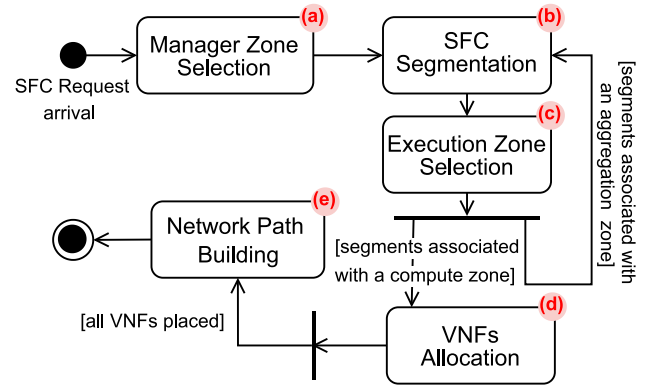 (a)
Manager Zone
Selection
SFC Request
arrival
(b)
SFC
Segmentation
[segments associated with
an aggregation zone]
(c)
Execution Zone
Selection
(e)
Network Path
Building
[segments associated
with a compute zone]
[all VNFs placed]
(d)
VNFs
Allocation